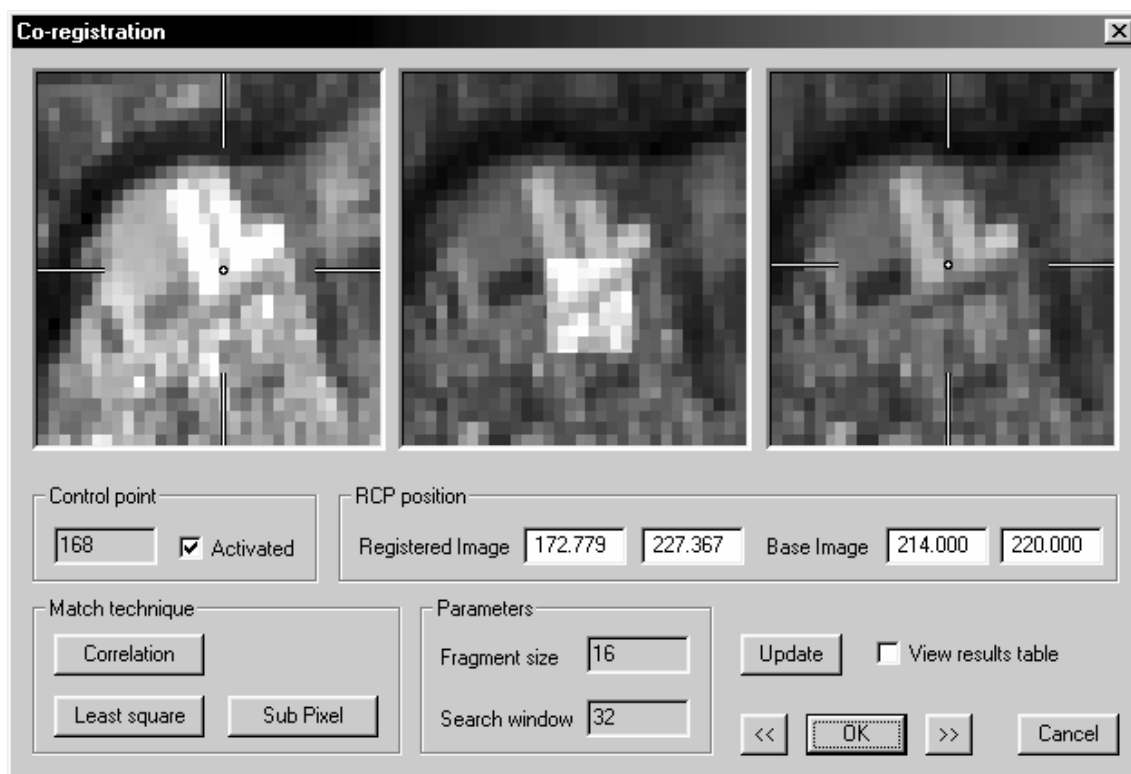 Co-registration
Control point
168
Activated
RCP position
Registered Image 172.779 227.367 Base Image 214.000 220.000
Match technique
Correlation
Least square Sub Pixel
Parameters
Fragment size 16
Search window 32
Update View results table
<< OK >> Cancel